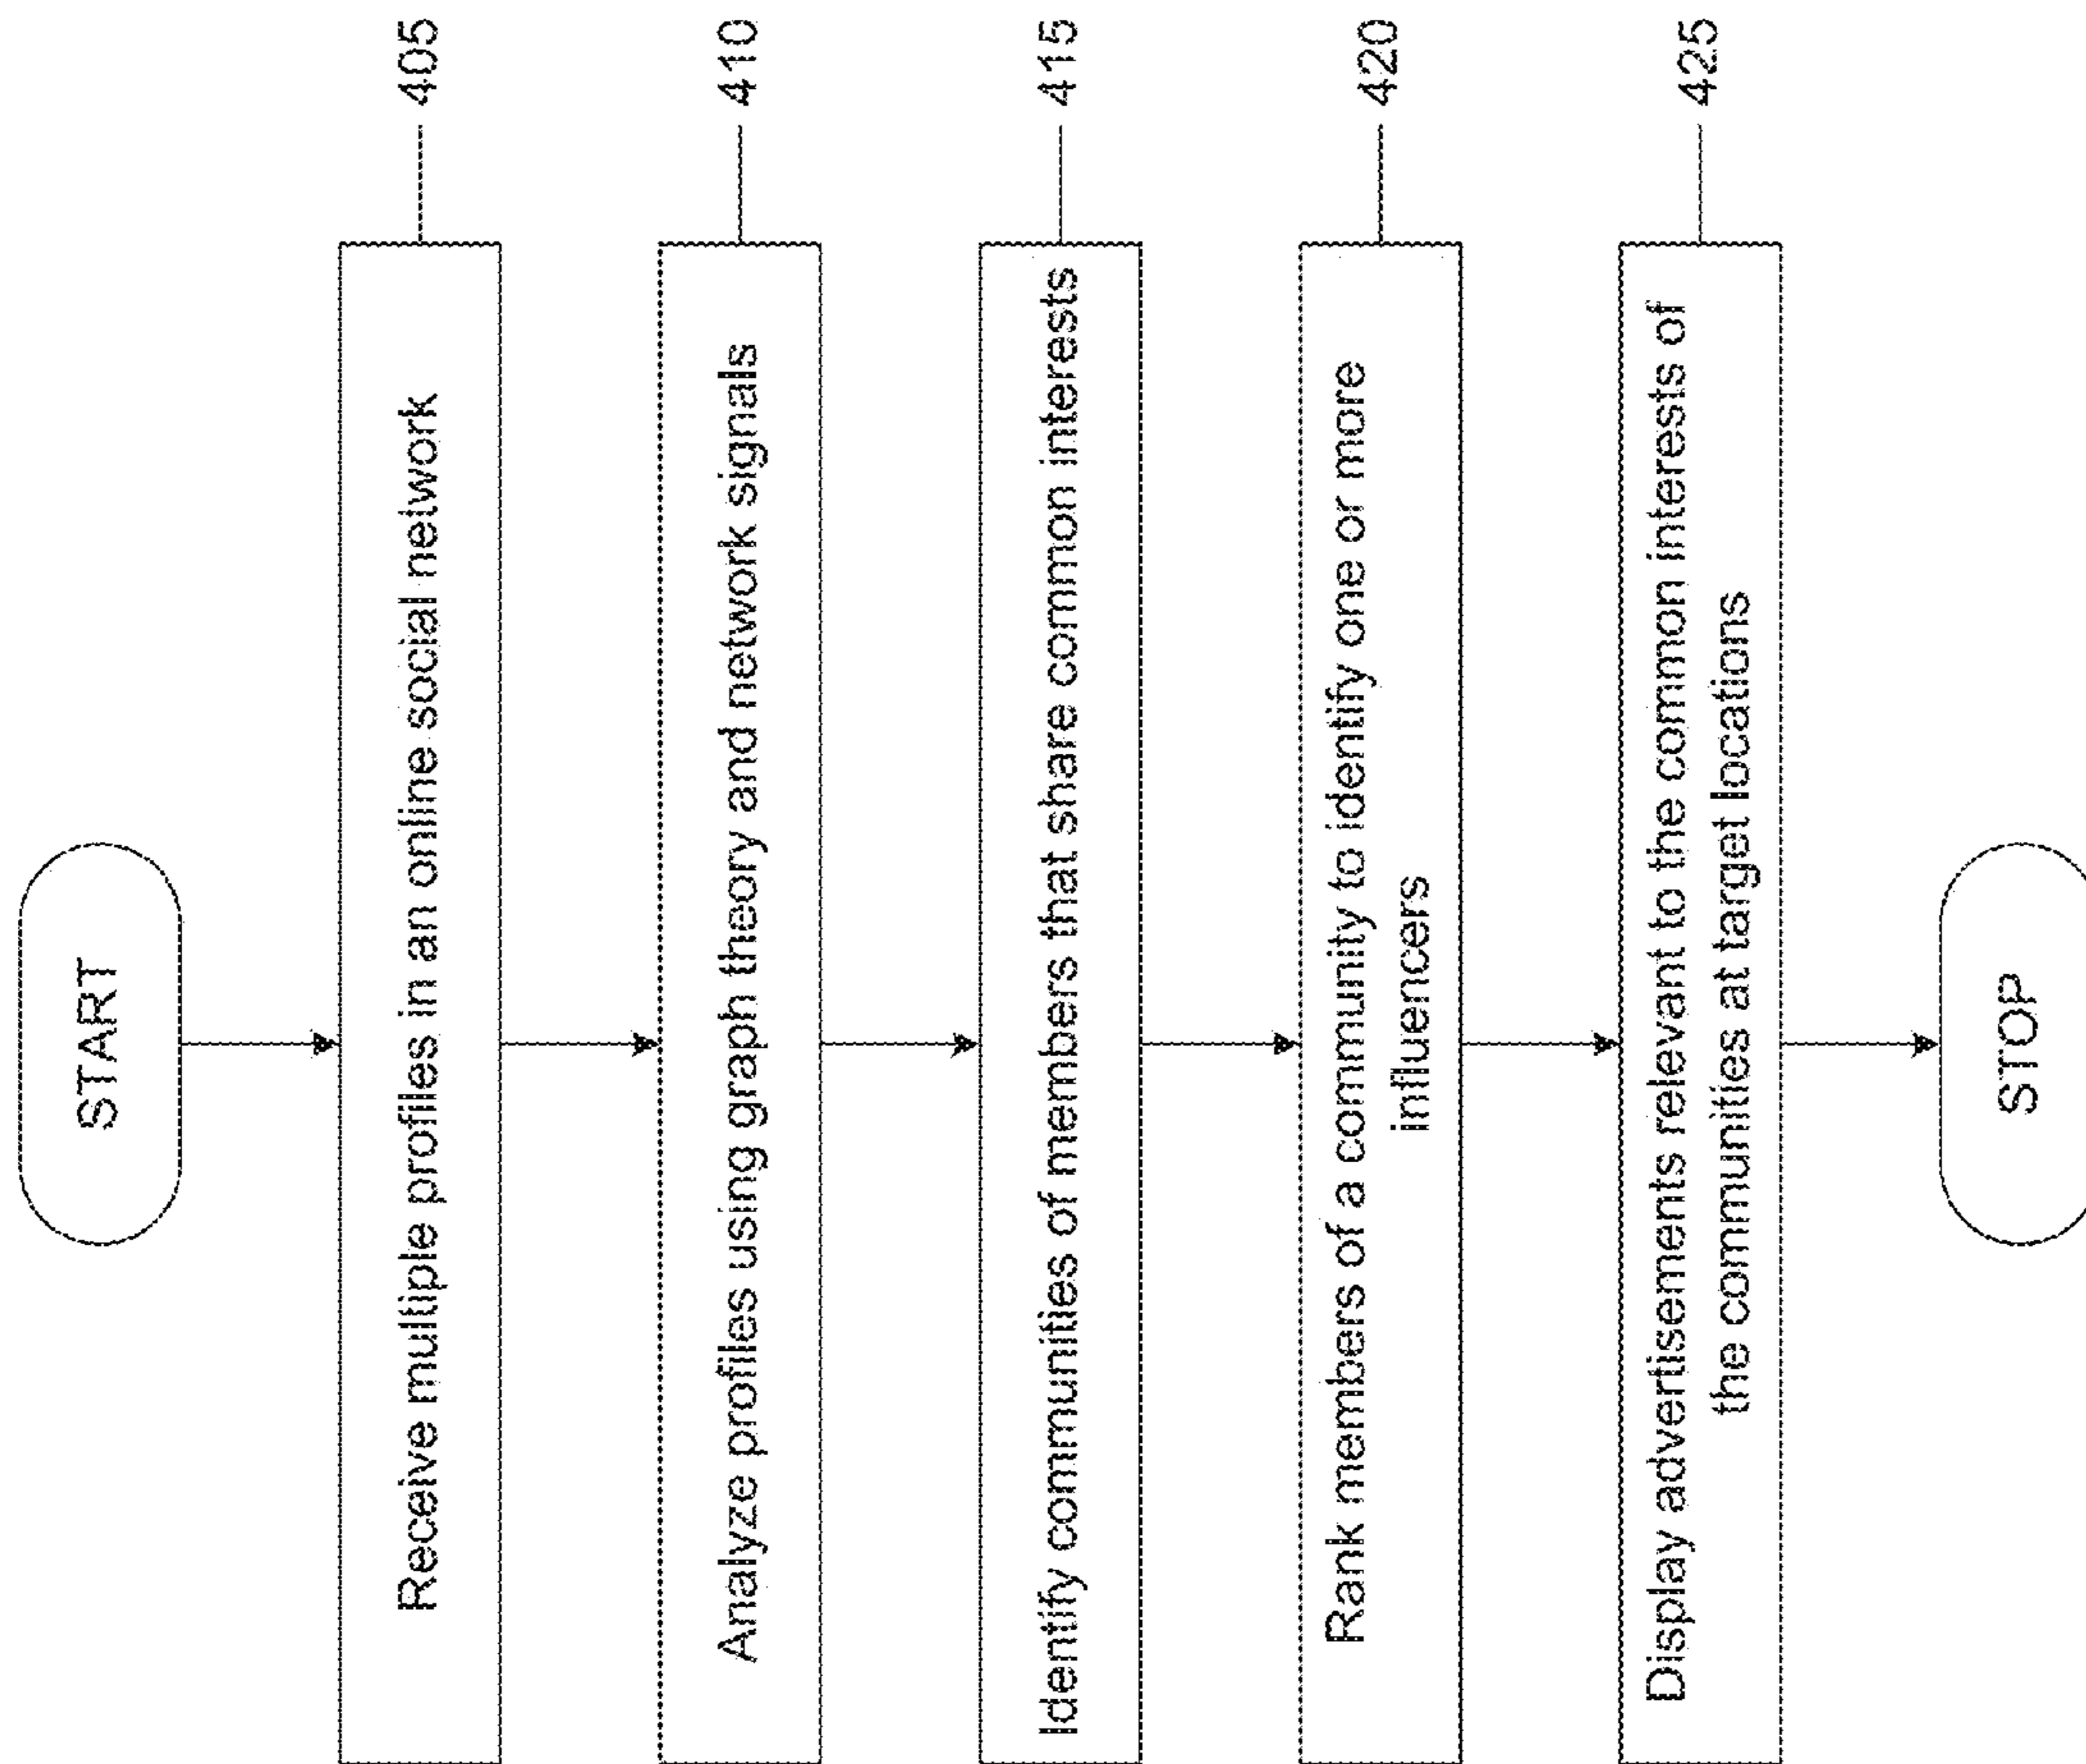 START
Receive multiple profiles in an online social network
405
Analyze profiles using graph theory and network signals
410
Identify communities of members that share common interests
415
Rank members of a community to identify one or more
influencers
420
Display advertisements relevant to the common interests of
the communities at target locations
425
STOP